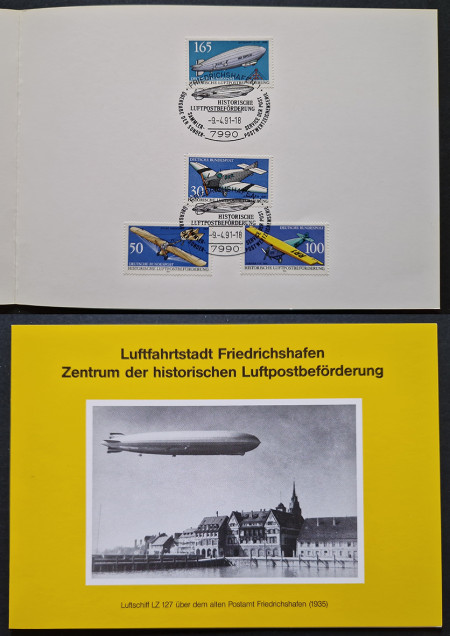 165
FRIEDRICHSHAFEN
HISTORISCHE
LUFTPOSTBEFÖRDERUNG
-9.-4.91-18
7990
DEUTSCHE BUNDESPOST
30
FRIEDRICHSHAFEN
HISTORISCHE
LUFTPOSTBEFÖRDERUNG
-9.-4.91-18
7990
DEUTSCHE BUNDESPOST
50
HISTORISCHE LUFTPOSTBEFÖRDERUNG
DEUTSCHE BUNDESPOST
100
HISTORISCHE LUFTPOSTBEFÖRDERUNG
Luftfahrtstadt Friedrichshafen
Zentrum der historischen Luftpostbeförderung
Luftschiff LZ 127 über dem alten Postamt Friedrichshafen (1935)